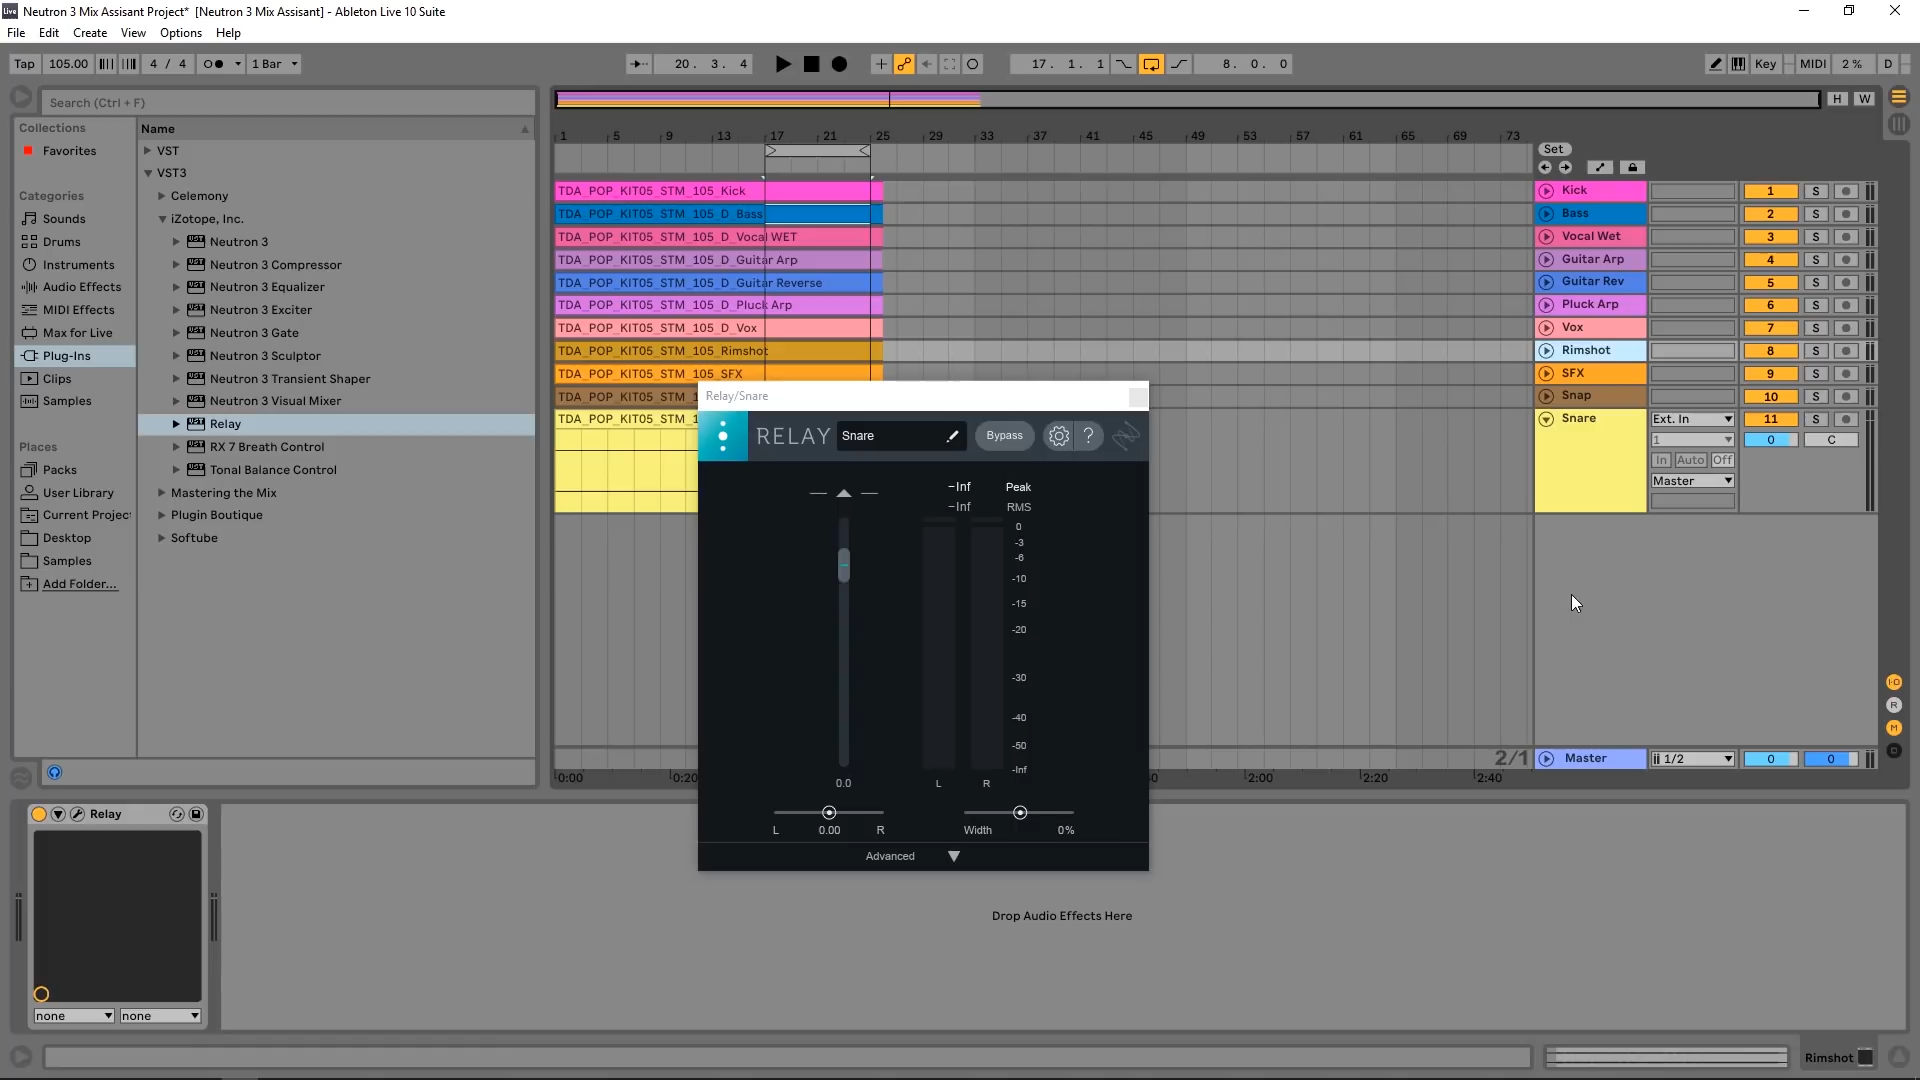 Neutron 3 Mix Assisant Project*  [Neutron 3 Mix Assisant] - Ableton Live 10 Suite
File Edit Create View Options Help
Tap 105.00 4 / 4 1 Bar 20. 3. 4 17. 1. 1 8. 0. 0 Key MIDI 2 % D
Search (Ctrl + F)
H W
Collections
Favorites
Categories
Sounds
Drums
Instruments
Audio Effects
MIDI Effects
Max for Live
Plug-Ins
Clips
Samples
Places
Packs
User Library
Current Projec
Desktop
Samples
Add Folder...
Name
VST
VST3
Celemony
iZotope, Inc.
Neutron 3
Neutron 3 Compressor
Neutron 3 Equalizer
Neutron 3 Exciter
Neutron 3 Gate
Neutron 3 Sculptor
Neutron 3 Transient Shaper
Neutron 3 Visual Mixer
Relay
RX 7 Breath Control
Tonal Balance Control
Mastering the Mix
Plugin Boutique
Softube
1 5 9 13 17 21 25 29 33 37 41 45 49 53 57 61 65 69 73
Set
TDA_POP_KIT05_STM_105_Kick
TDA_POP_KIT05_STM_105_D_Bass
TDA_POP_KIT05_STM_105_D_Vocal WET
TDA_POP_KIT05_STM_105_D_Guitar Arp
TDA_POP_KIT05_STM_105_D_Guitar Reverse
TDA_POP_KIT05_STM_105_D_Pluck Arp
TDA_POP_KIT05_STM_105_D_Vox
TDA_POP_KIT05_STM_105_Rimshot
TDA_POP_KIT05_STM_105_SFX
TDA_POP_KIT05_STM_1
TDA_POP_KIT05_STM_1
Kick 1 S
Bass 2 S
Vocal Wet 3 S
Guitar Arp 4 S
Guitar Rev 5 S
Pluck Arp 6 S
Vox 7 S
Rimshot 8 S
SFX 9 S
Snap 10 S
Snare Ext. In 11 S
1 0 C
In Auto Off
Master
Relay/Snare
RELAY Snare Bypass ?
-Inf Peak
-Inf RMS
0
-3
-6
-10
-15
-20
-30
-40
-50
-Inf
0.0 L R
L 0.00 R Width 0%
Advanced
2/1 Master 1/2 0 0
0:00 0:20 40 2:00 2:20 2:40
I·O
R
M
D
Relay
none none
Drop Audio Effects Here
Rimshot